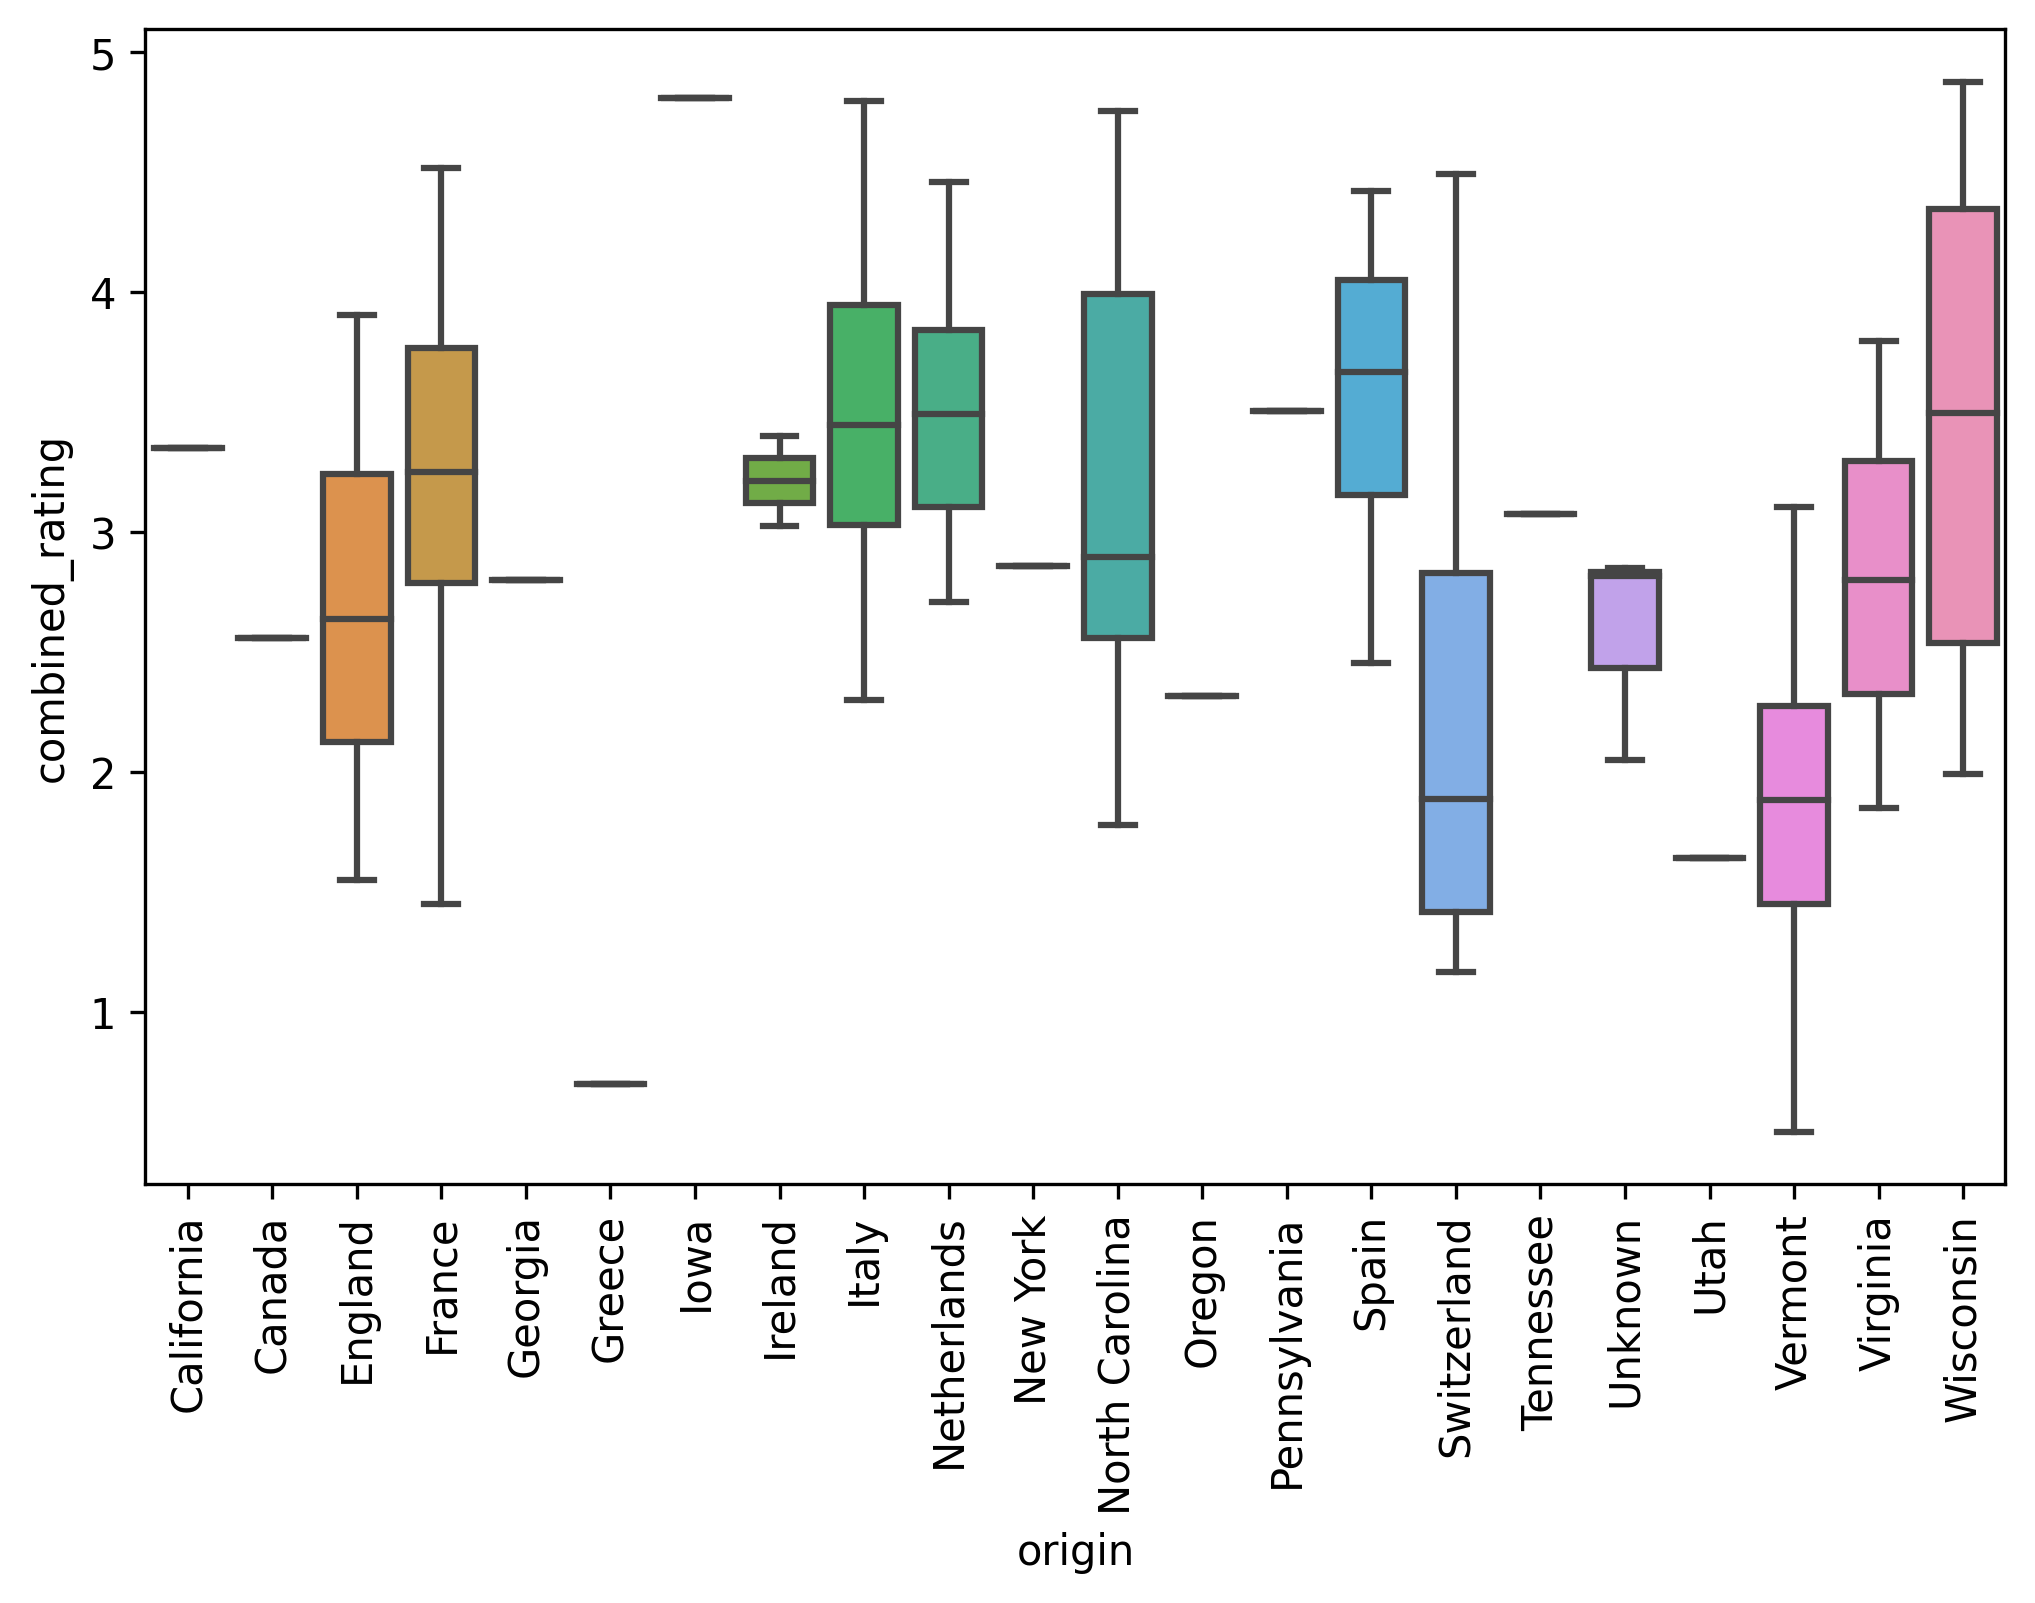 combined_rating
5
4
3
2
1
California
Canada
England
France
Georgia
Greece
Iowa
Ireland
Italy
Netherlands
New York
North Carolina
Oregon
Pennsylvania
Spain
Switzerland
Tennessee
Unknown
Utah
Vermont
Virginia
Wisconsin
origin